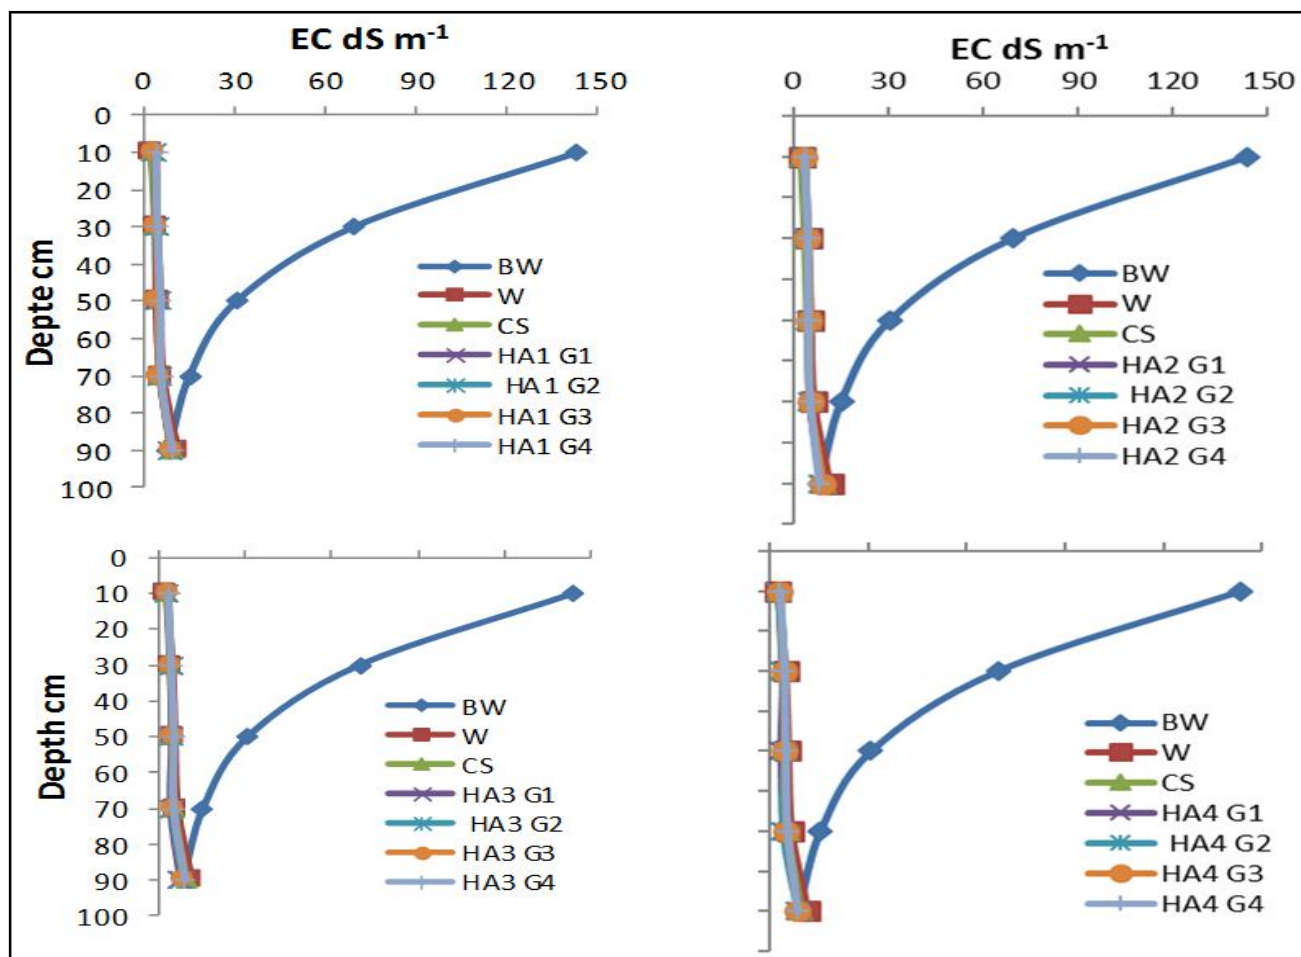 EC dS m-1
0 30 60 90 120 150
Depte cm
0
10
20
30
40
50
60
70
80
90
100
BW
W
CS
HA1 G1
HA1 G2
HA1 G3
HA1 G4
EC dS m-1
0 30 60 90 120 150
BW
W
CS
HA2 G1
HA2 G2
HA2 G3
HA2 G4
Depth cm
0
10
20
30
40
50
60
70
80
90
100
BW
W
CS
HA3 G1
HA3 G2
HA3 G3
HA3 G4
BW
W
CS
HA4 G1
HA4 G2
HA4 G3
HA4 G4